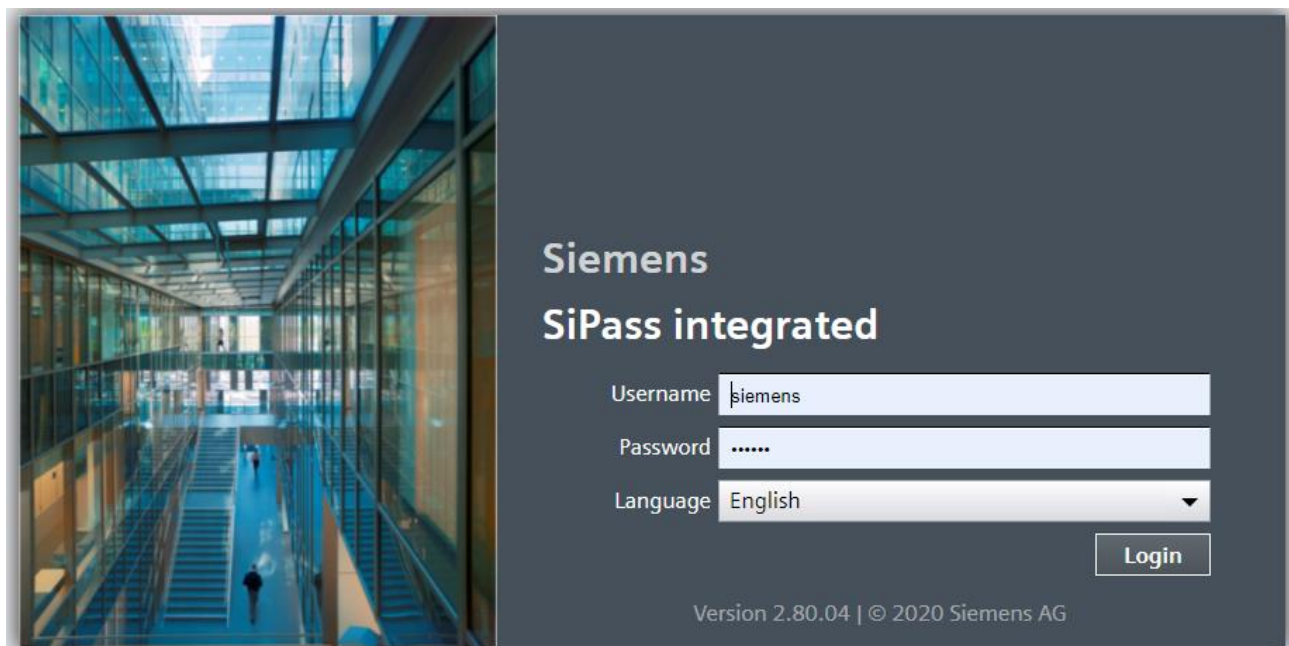 Siemens
SiPass integrated
Username siemens
Password ••••••
Language English
Login
Version 2.80.04 | © 2020 Siemens AG